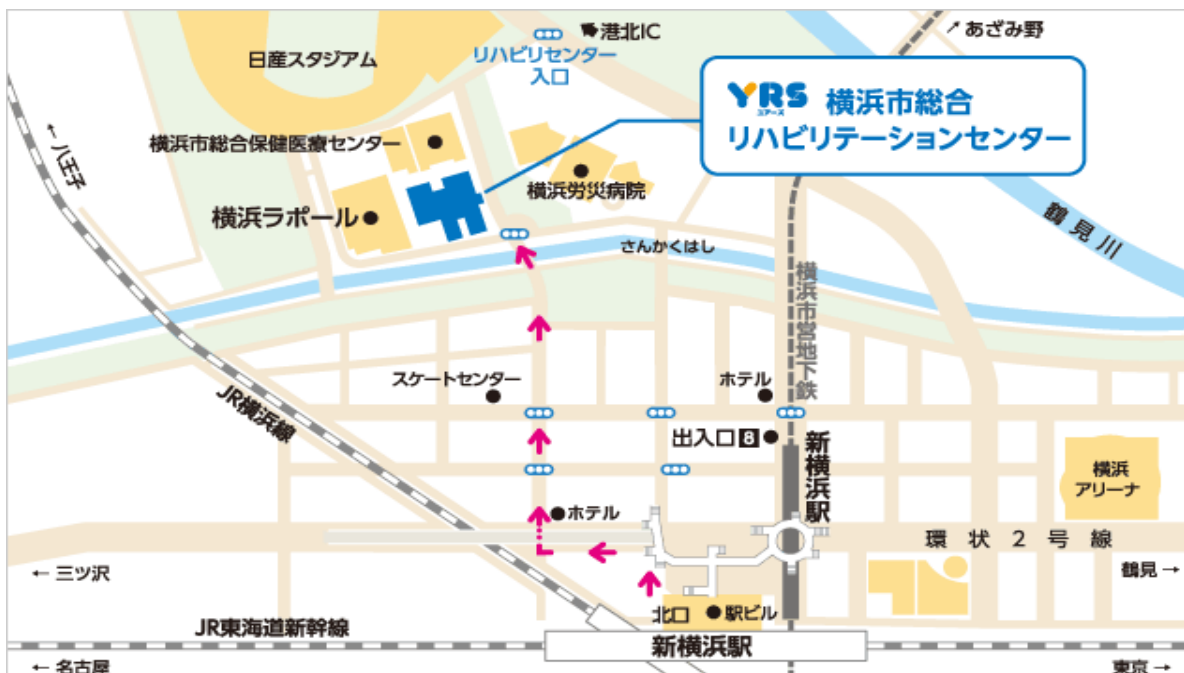 港北IC
あざみ野
日産スタジアム
リハビリセンター
入口
YRS
ユアーズ
横浜市総合
リハビリテーションセンター
八王子
横浜市総合保健医療センター
横浜労災病院
横浜ラポール
鶴見川
さんかくはし
横浜市営地下鉄
スケートセンター
ホテル
JR横浜線
出入口8
新横浜駅
横浜
アリーナ
ホテル
環状2号線
三ツ沢
鶴見
北口
駅ビル
JR東海道新幹線
新横浜駅
名古屋
東京